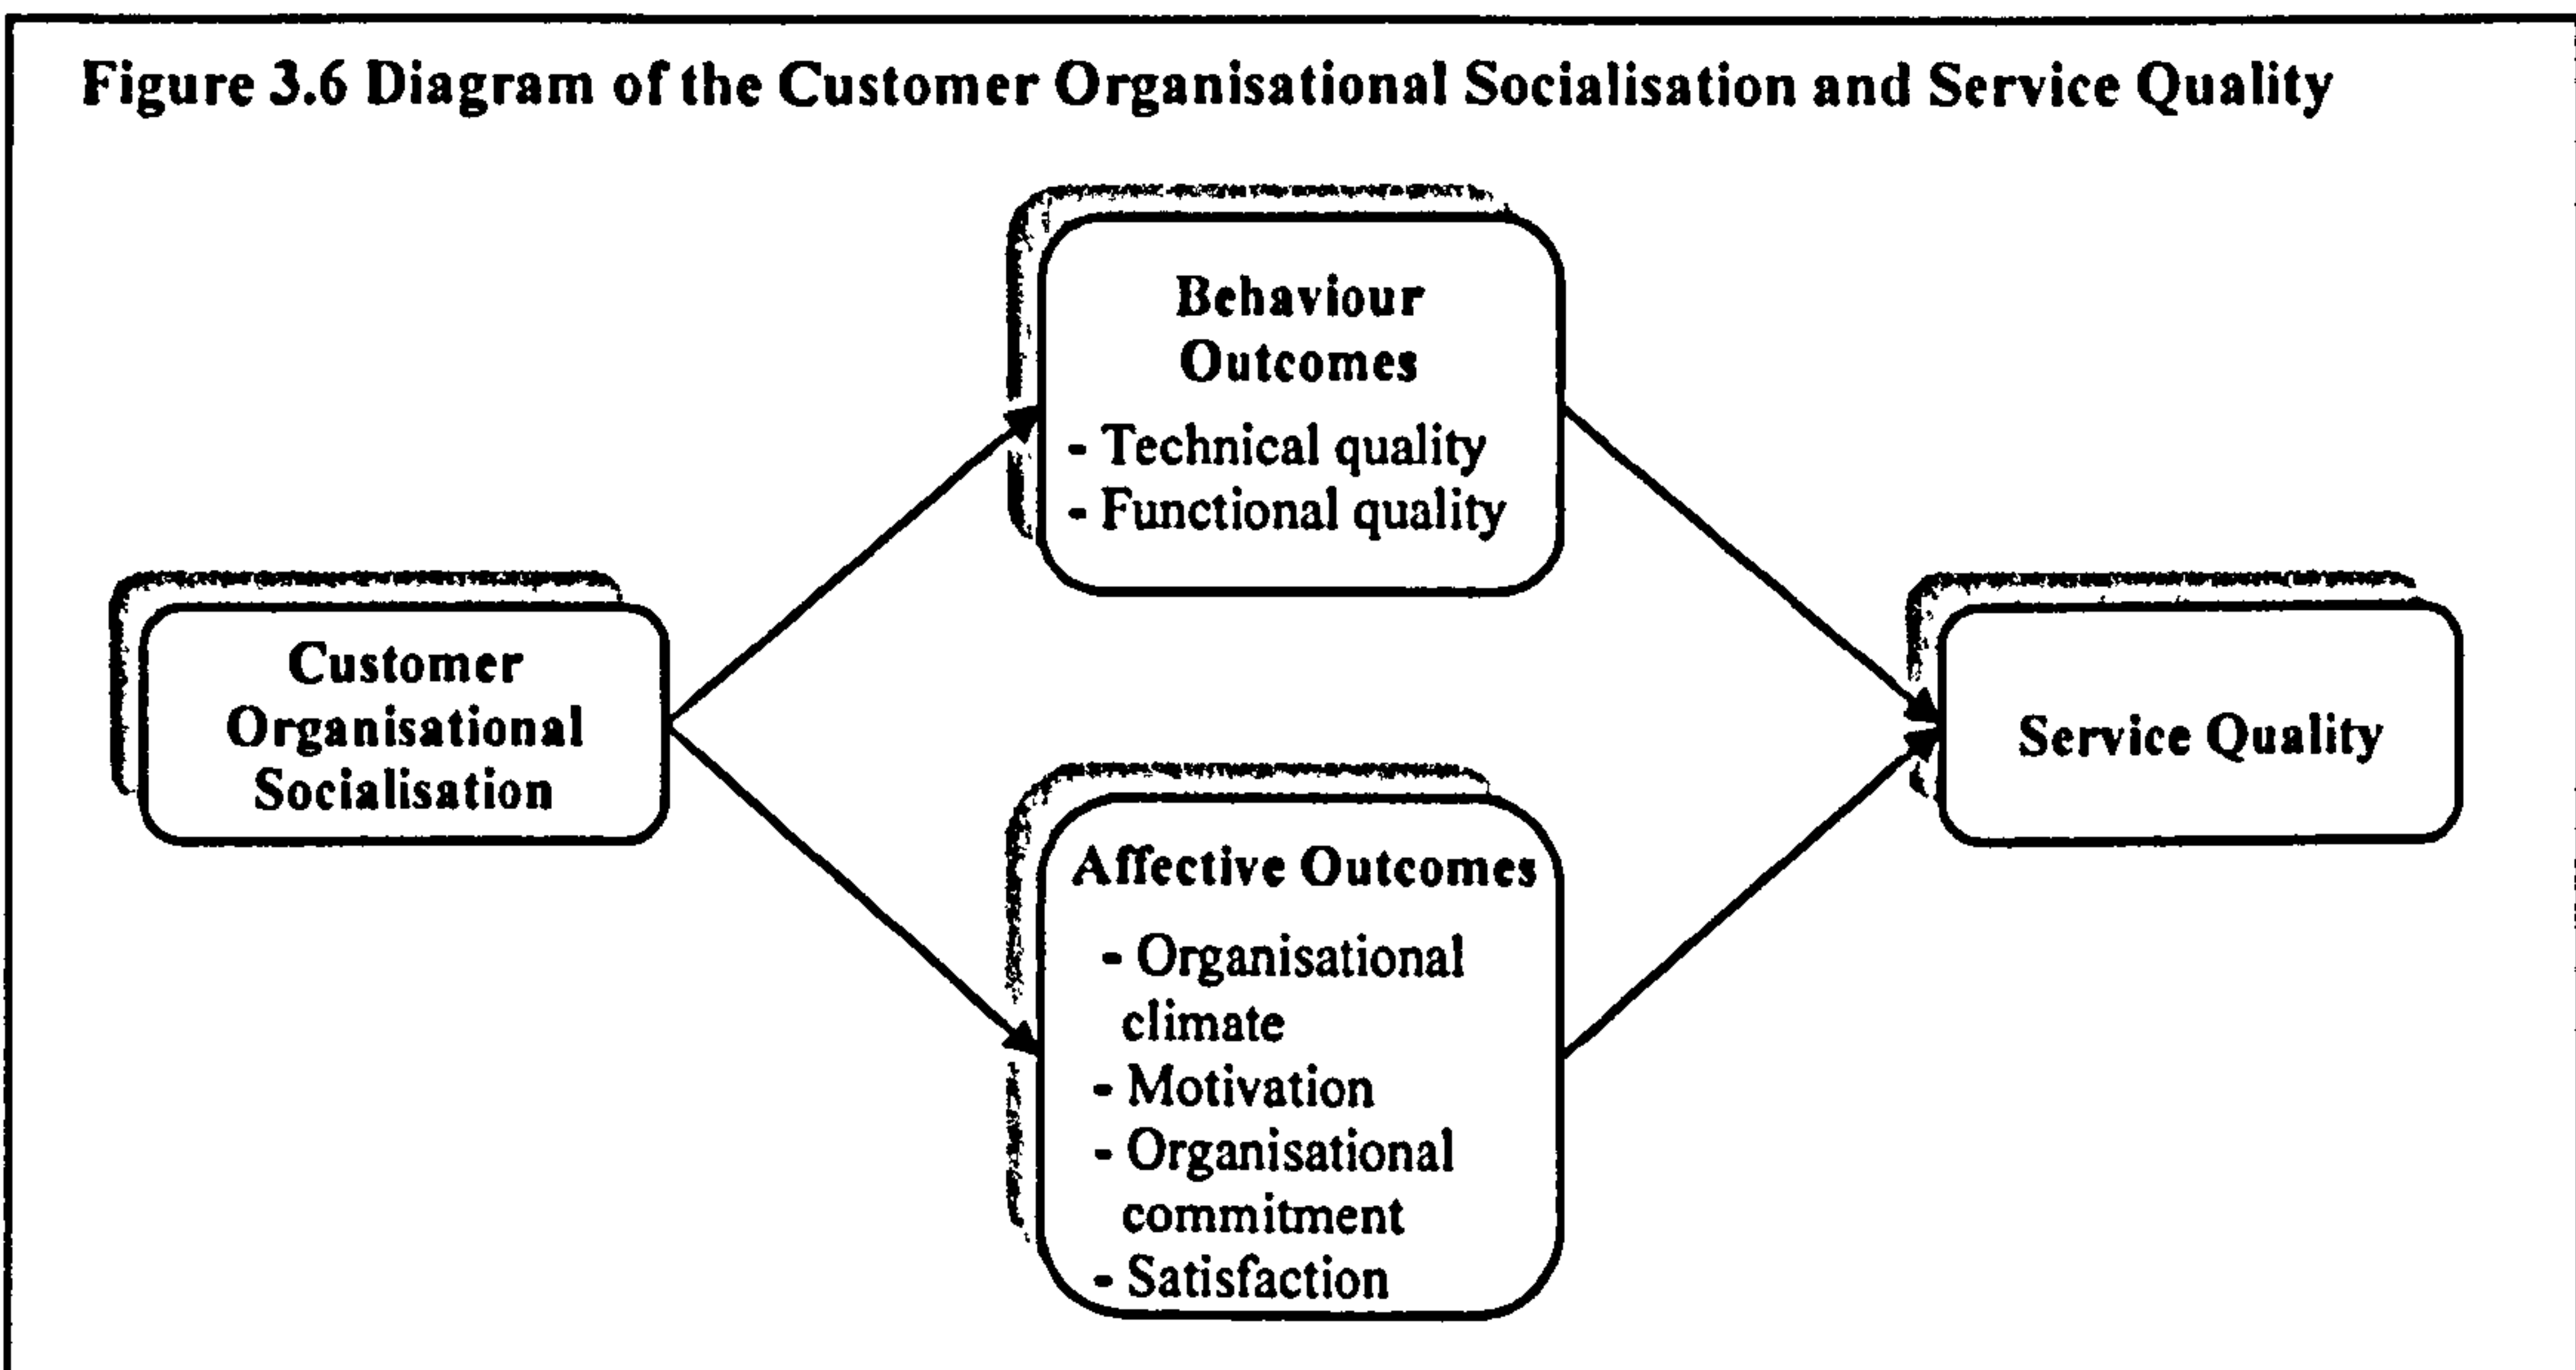 Figure 3.6 Diagram of the Customer Organisational Socialisation and Service Quality
Behaviour
Outcomes
- Technical quality
- Functional quality
Customer
Organisational
Socialisation
Service Quality
Affective Outcomes
- Organisational
climate
- Motivation
- Organisational
commitment
- Satisfaction